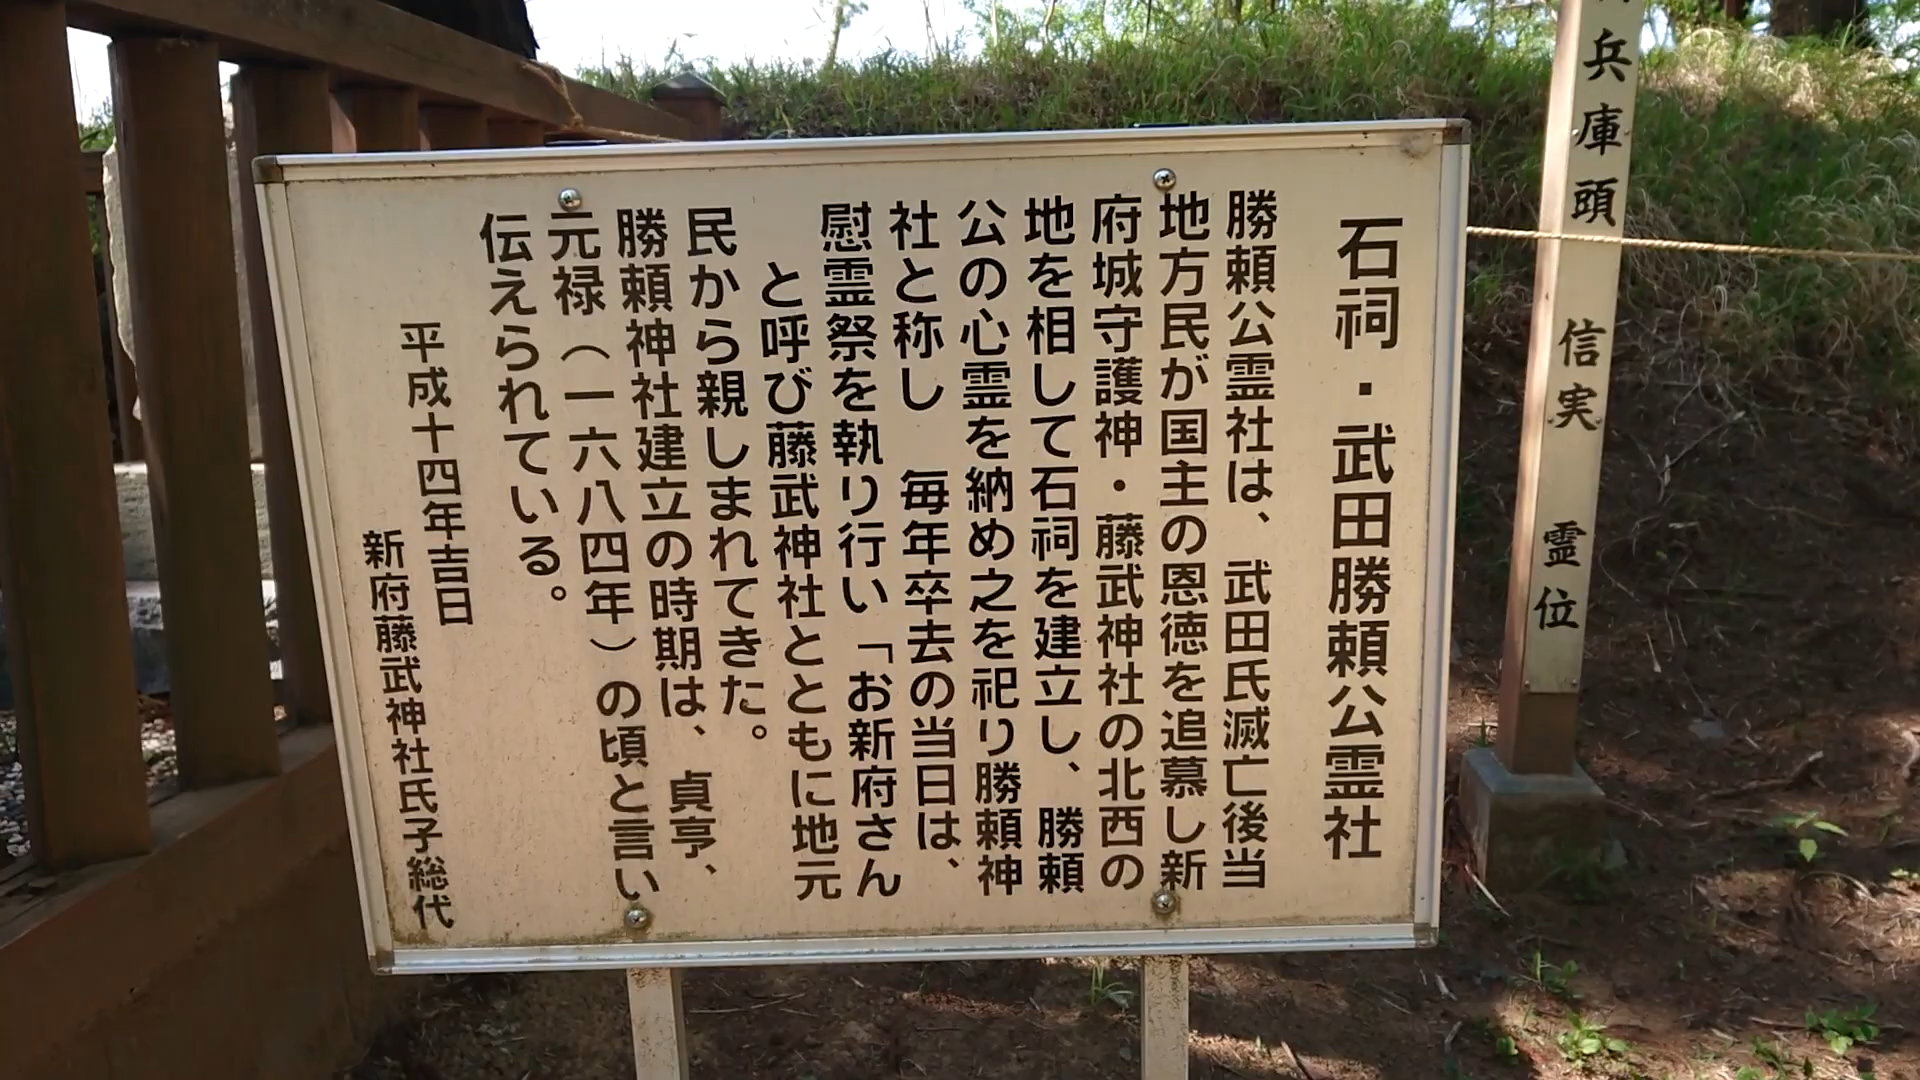 石祠・武田勝頼公霊社
勝頼公霊社は、武田氏滅亡後当
地方民が国主の恩徳を追慕し新
府城守護神・藤武神社の北西の
地を相して石祠を建立し、勝頼
公の心霊を納め之を祀り勝頼神
社と称し　毎年卒去の当日は、
慰霊祭を執り行い「お新府さん
と呼び藤武神社とともに地元
民から親しまれてきた。
勝頼神社建立の時期は、貞亨、
元禄（一六八四年）の頃と言い
伝えられている。
平成十四年吉日
新府藤武神社氏子総代
兵庫頭　信実　霊位